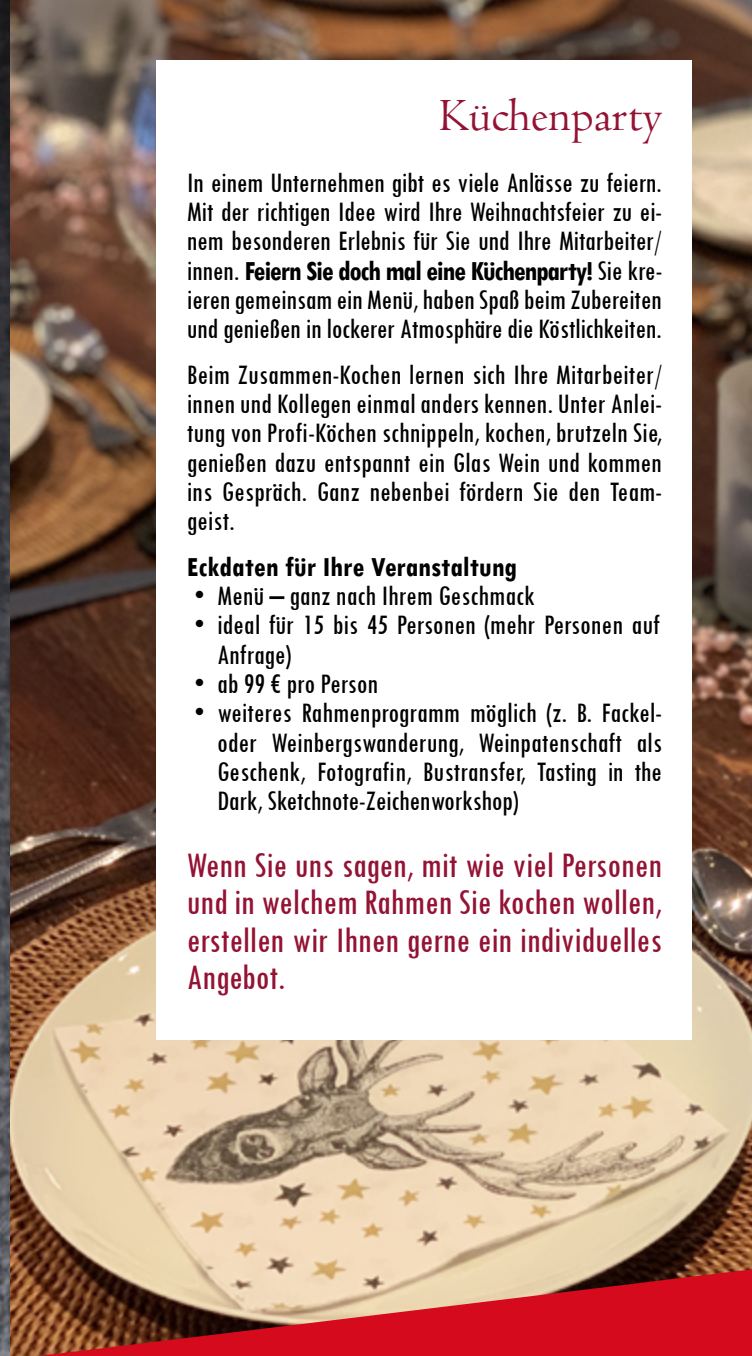 Küchenparty
In einem Unternehmen gibt es viele Anlässe zu feiern.
Mit der richtigen Idee wird Ihre Weihnachtsfeier zu ei-
nem besonderen Erlebnis für Sie und Ihre Mitarbeiter/
innen. Feiern Sie doch mal eine Küchenparty! Sie kre-
ieren gemeinsam ein Menü, haben Spaß beim Zubereiten
und genießen in lockerer Atmosphäre die Köstlichkeiten.
Beim Zusammen-Kochen lernen sich Ihre Mitarbeiter/
innen und Kollegen einmal anders kennen. Unter Anlei-
tung von Profi-Köchen schnippeln, kochen, brutzeln Sie,
genießen dazu entspannt ein Glas Wein und kommen
ins Gespräch. Ganz nebenbei fördern Sie den Team-
geist.
Eckdaten für Ihre Veranstaltung
• Menü – ganz nach Ihrem Geschmack
• ideal für 15 bis 45 Personen (mehr Personen auf
Anfrage)
• ab 99 € pro Person
• weiteres Rahmenprogramm möglich (z. B. Fackel-
oder Weinbergswanderung, Weinpatenschaft als
Geschenk, Fotografin, Bustransfer, Tasting in the
Dark, Sketchnote-Zeichenworkshop)
Wenn Sie uns sagen, mit wie viel Personen
und in welchem Rahmen Sie kochen wollen,
erstellen wir Ihnen gerne ein individuelles
Angebot.